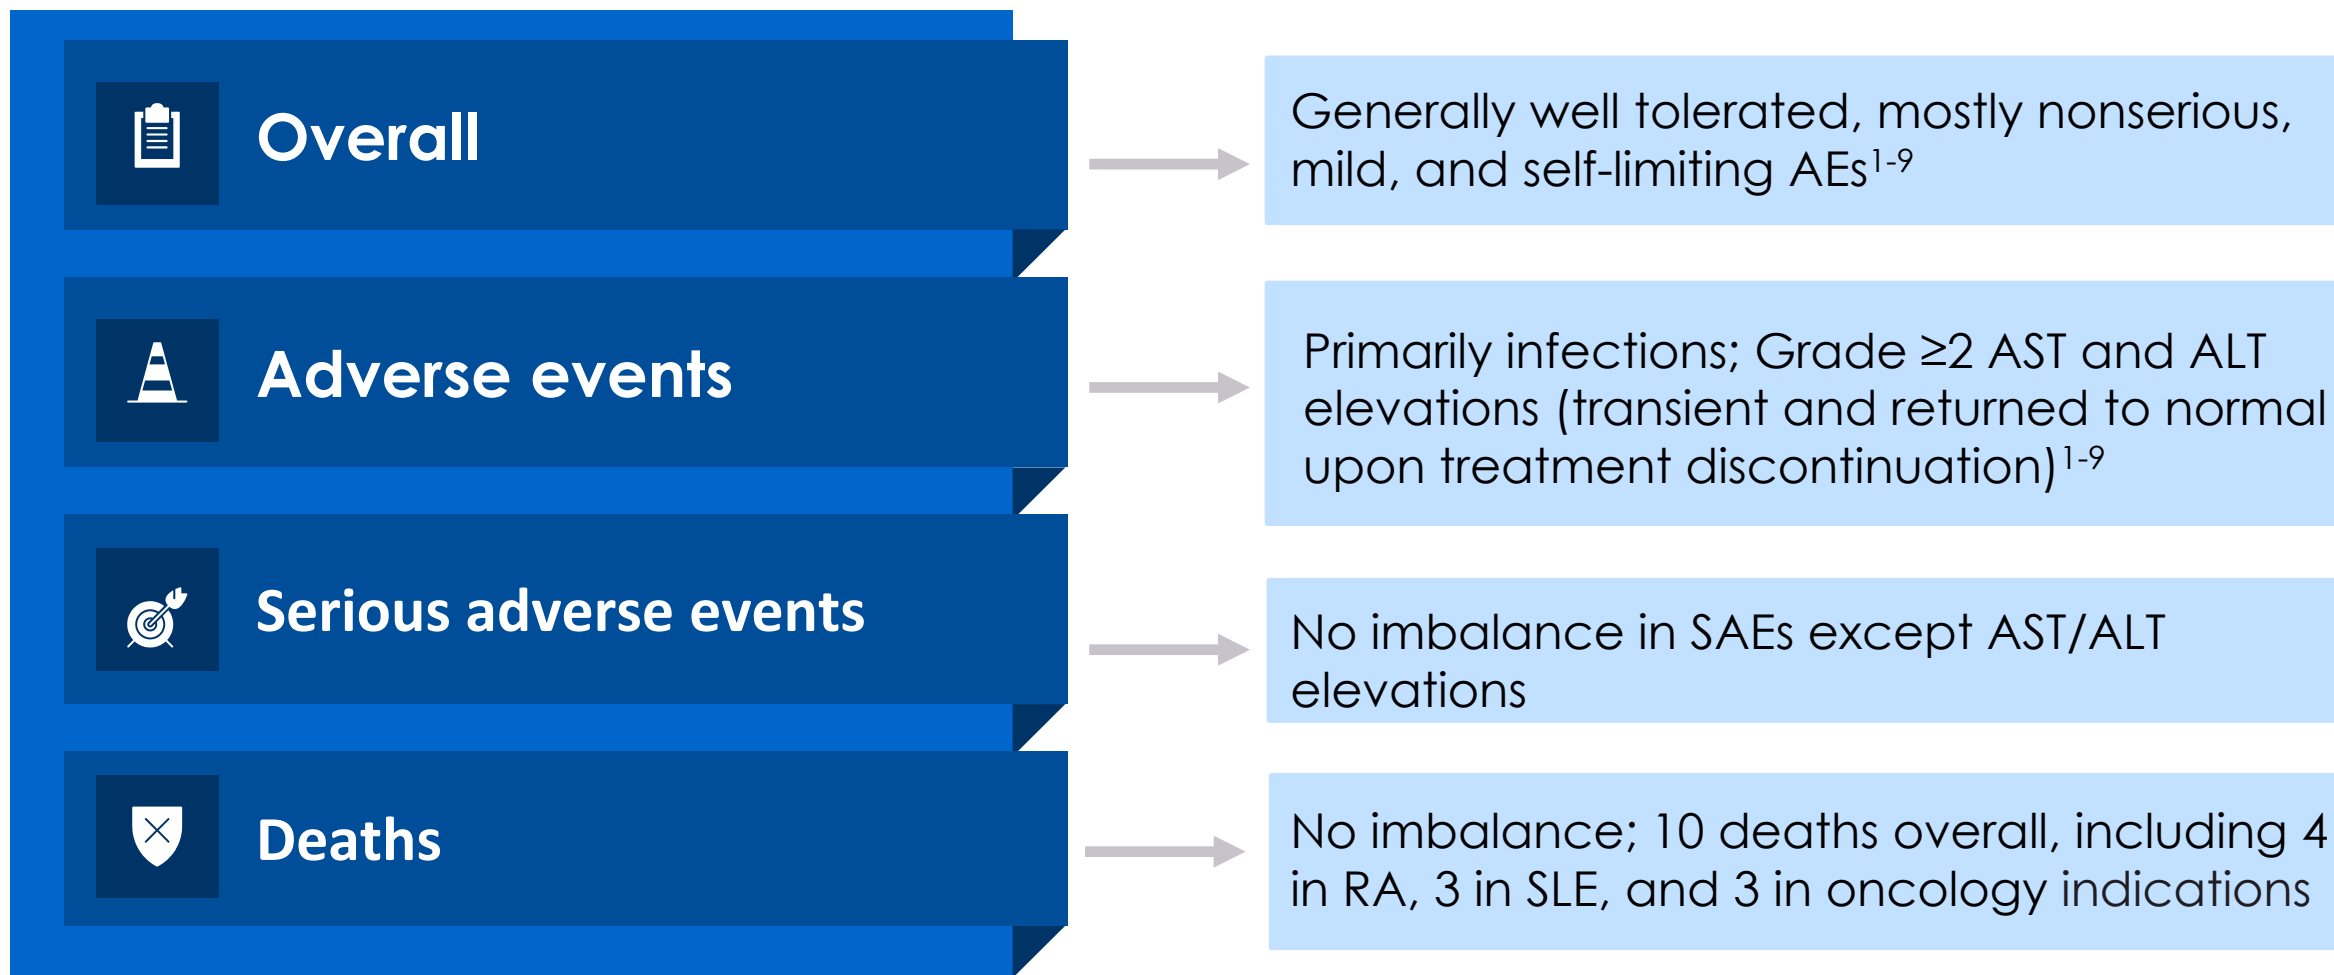 Overall
Generally well tolerated, mostly nonserious,
mild, and self-limiting AEs¹⁻⁹
Adverse events
Primarily infections; Grade ≥2 AST and ALT
elevations (transient and returned to normal
upon treatment discontinuation)¹⁻⁹
Serious adverse events
No imbalance in SAEs except AST/ALT
elevations
Deaths
No imbalance; 10 deaths overall, including 4
in RA, 3 in SLE, and 3 in oncology indications